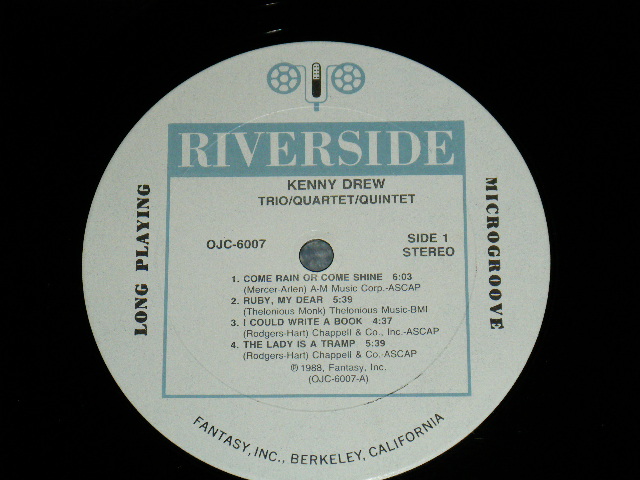 RIVERSIDE
KENNY DREW
TRIO/QUARTET/QUINTET
OJC-6007
SIDE 1
STEREO
LONG PLAYING
MICROGROOVE
1. COME RAIN OR COME SHINE 6:03
(Mercer-Arlen) A-M Music Corp.-ASCAP
2. RUBY, MY DEAR 5:39
(Thelonious Monk) Thelonious Music-BMI
3. I COULD WRITE A BOOK 4:37
(Rodgers-Hart) Chappell & Co., Inc.-ASCAP
4. THE LADY IS A TRAMP 5:39
(Rodgers-Hart) Chappell & Co.-ASCAP
℗ 1988, Fantasy, Inc.
(OJC-6007-A)
FANTASY, INC., BERKELEY, CALIFORNIA